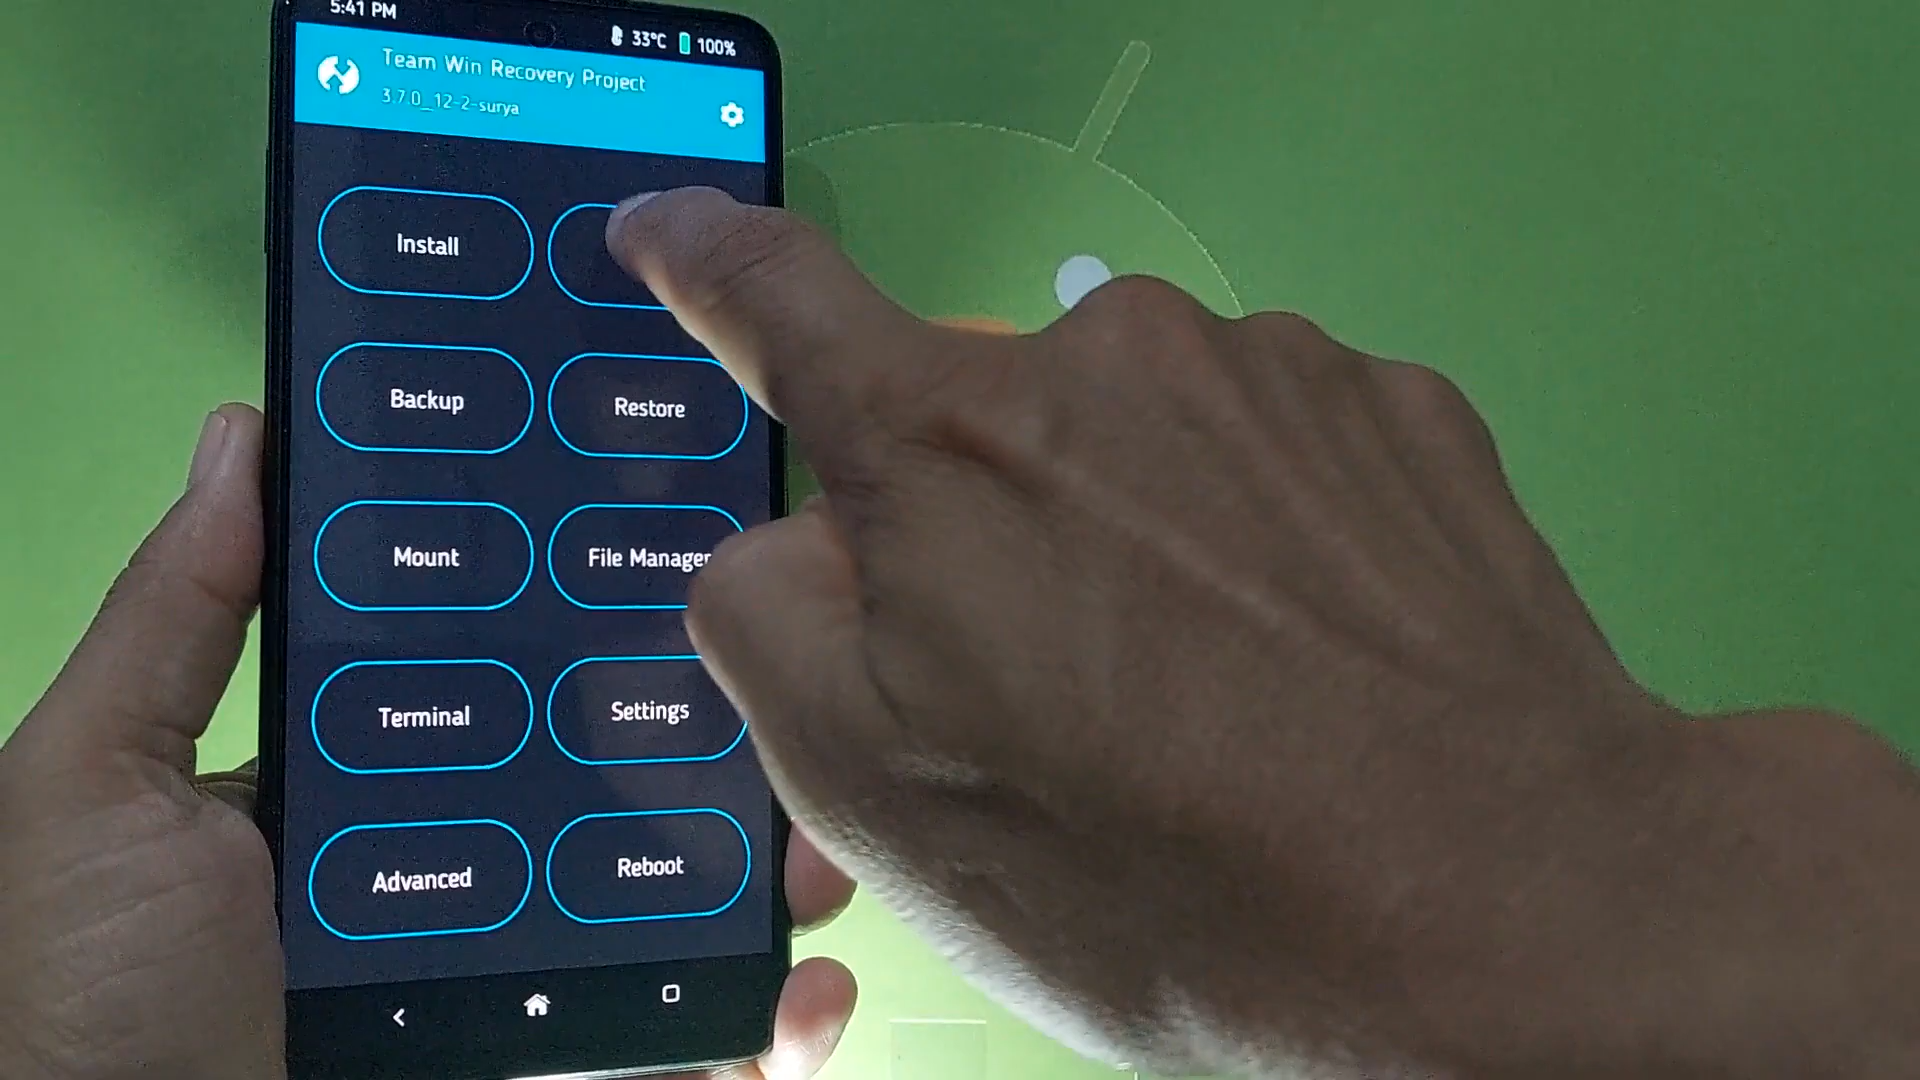 5:41 PM
33°C 100%
Team Win Recovery Project
3.7.0_12-2-surya
Install
Backup
Restore
Mount
File Manager
Terminal
Settings
Advanced
Reboot